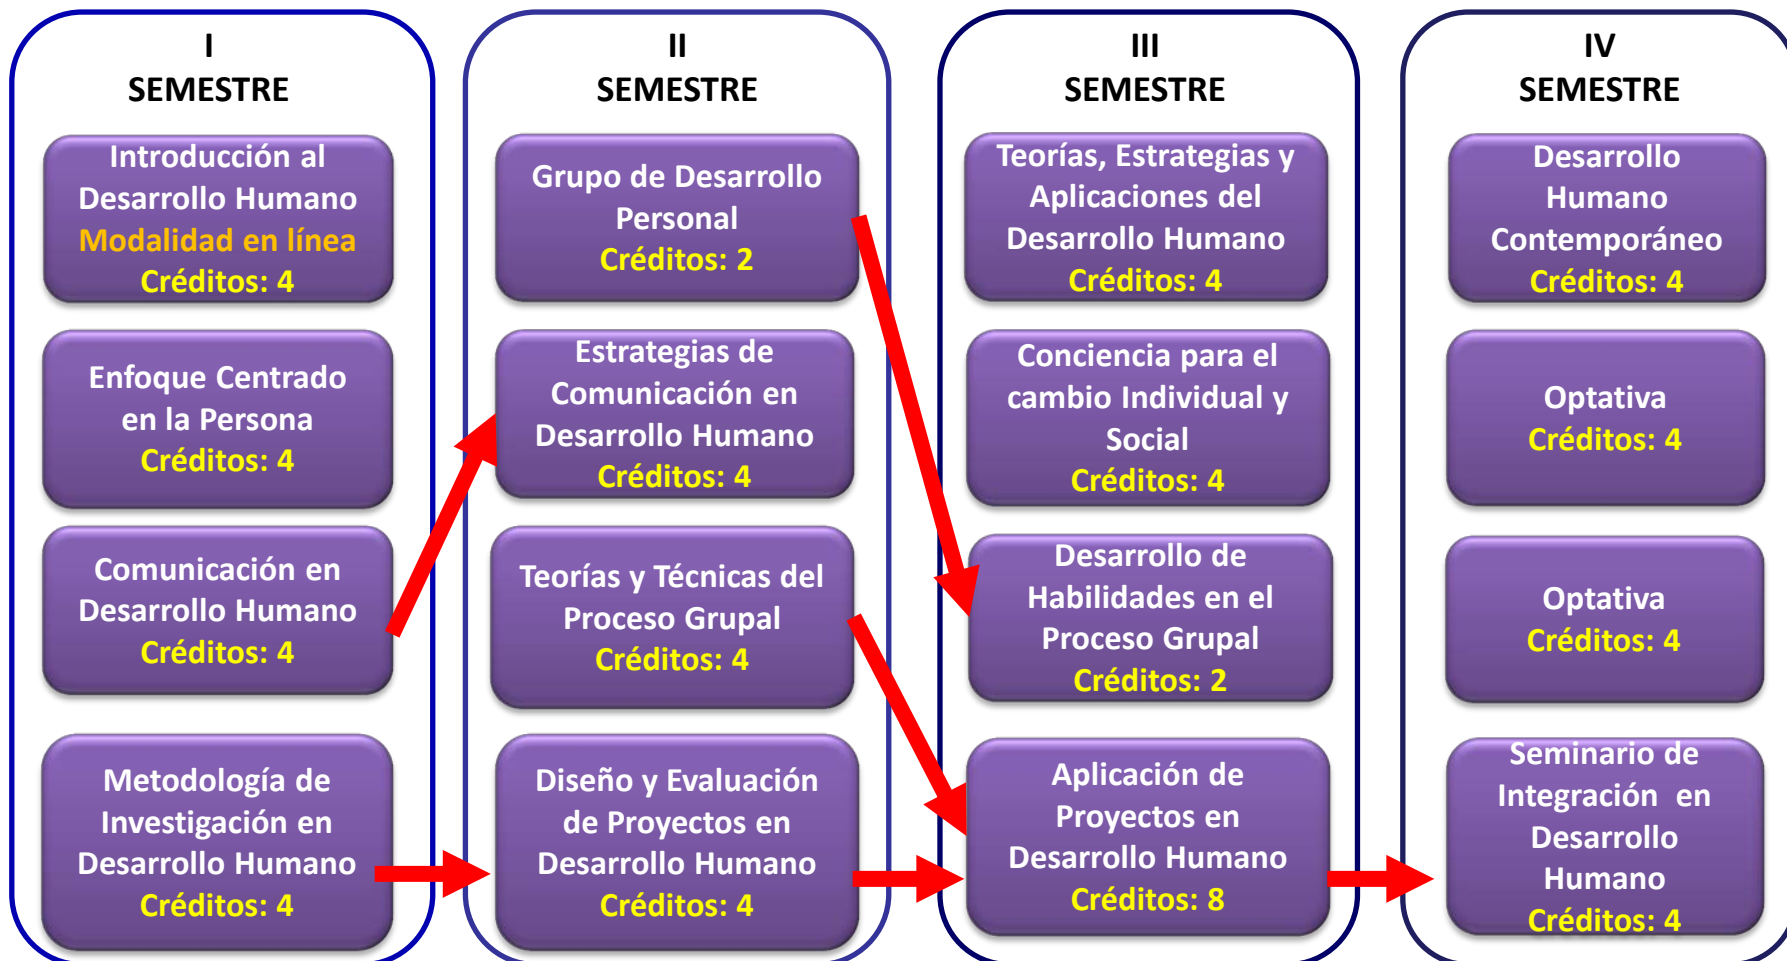 I
SEMESTRE
Introducción al
Desarrollo Humano
Modalidad en línea
Créditos: 4
Enfoque Centrado
en la Persona
Créditos: 4
Comunicación en
Desarrollo Humano
Créditos: 4
Metodología de
Investigación en
Desarrollo Humano
Créditos: 4
II
SEMESTRE
Grupo de Desarrollo
Personal
Créditos: 2
Estrategias de
Comunicación en
Desarrollo Humano
Créditos: 4
Teorías y Técnicas del
Proceso Grupal
Créditos: 4
Diseño y Evaluación
de Proyectos en
Desarrollo Humano
Créditos: 4
III
SEMESTRE
Teorías, Estrategias y
Aplicaciones del
Desarrollo Humano
Créditos: 4
Conciencia para el
cambio Individual y
Social
Créditos: 4
Desarrollo de
Habilidades en el
Proceso Grupal
Créditos: 2
Aplicación de
Proyectos en
Desarrollo Humano
Créditos: 8
IV
SEMESTRE
Desarrollo
Humano
Contemporáneo
Créditos: 4
Optativa
Créditos: 4
Optativa
Créditos: 4
Seminario de
Integración en
Desarrollo
Humano
Créditos: 4